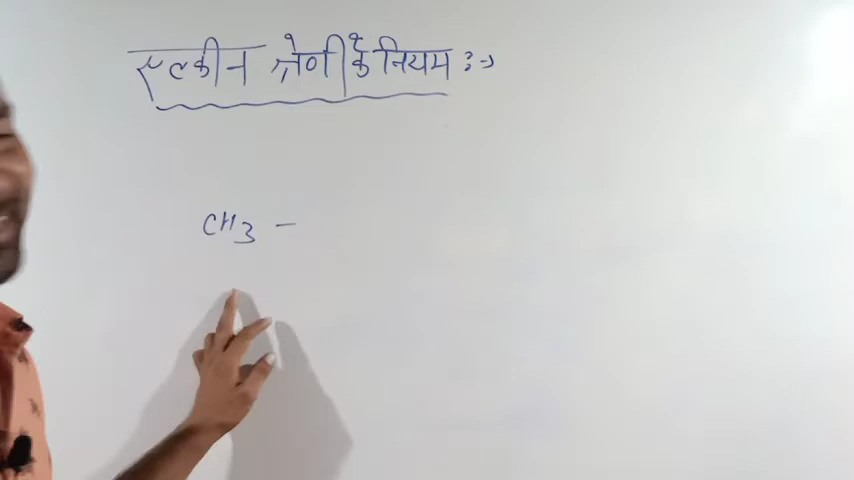 एल्कीन श्रेणी के नियम :-
CH3 -